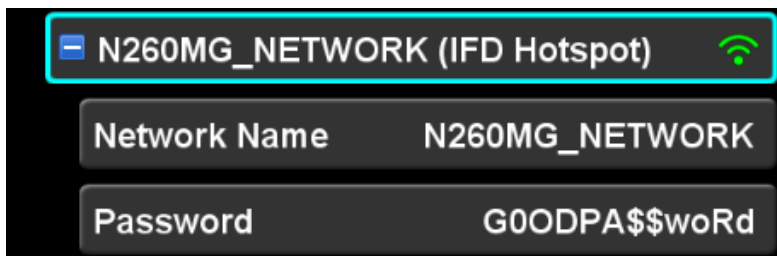 N260MG_NETWORK (IFD Hotspot)
Network Name N260MG_NETWORK
Password G0ODPA$$woRd